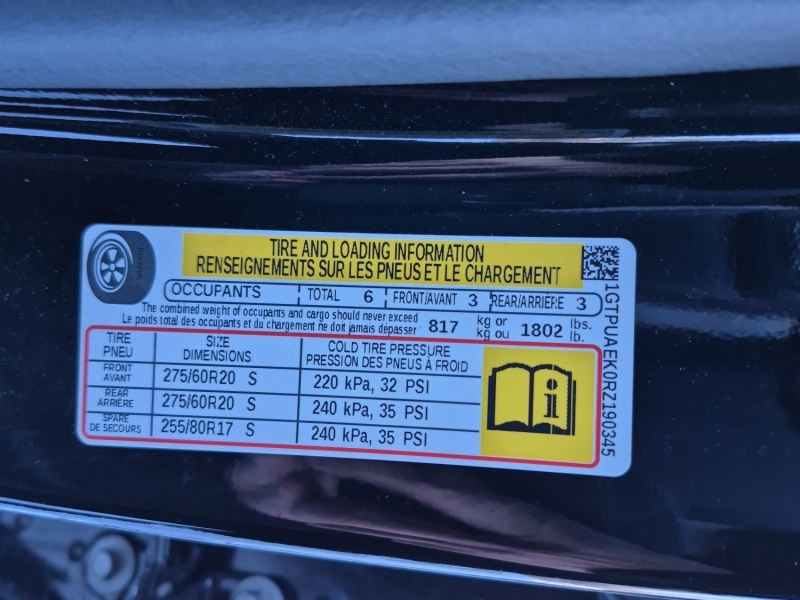 TIRE AND LOADING INFORMATION
RENSEIGNEMENTS SUR LES PNEUS ET LE CHARGEMENT
OCCUPANTS TOTAL 6 FRONT/AVANT 3 REAR/ARRIÈRE 3
The combined weight of occupants and cargo should never exceed
Le poids total des occupants et du chargement ne doit jamais dépasser
817 kg or kg ou 1802 lbs. lb.
TIRE PNEU SIZE DIMENSIONS COLD TIRE PRESSURE PRESSION DES PNEUS À FROID
FRONT AVANT 275/60R20 S 220 kPa, 32 PSI
REAR ARRIÈRE 275/60R20 S 240 kPa, 35 PSI
SPARE DE SECOURS 255/80R17 S 240 kPa, 35 PSI
i
1GTPUAEK0RZ190345